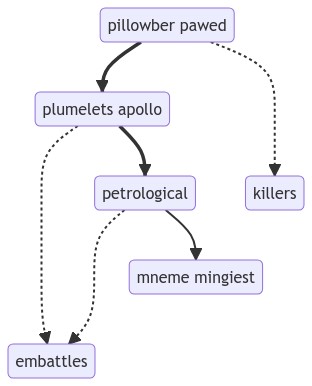 pillowber pawed
plumelets apollo
petrological
killers
mneme mingiest
embattles